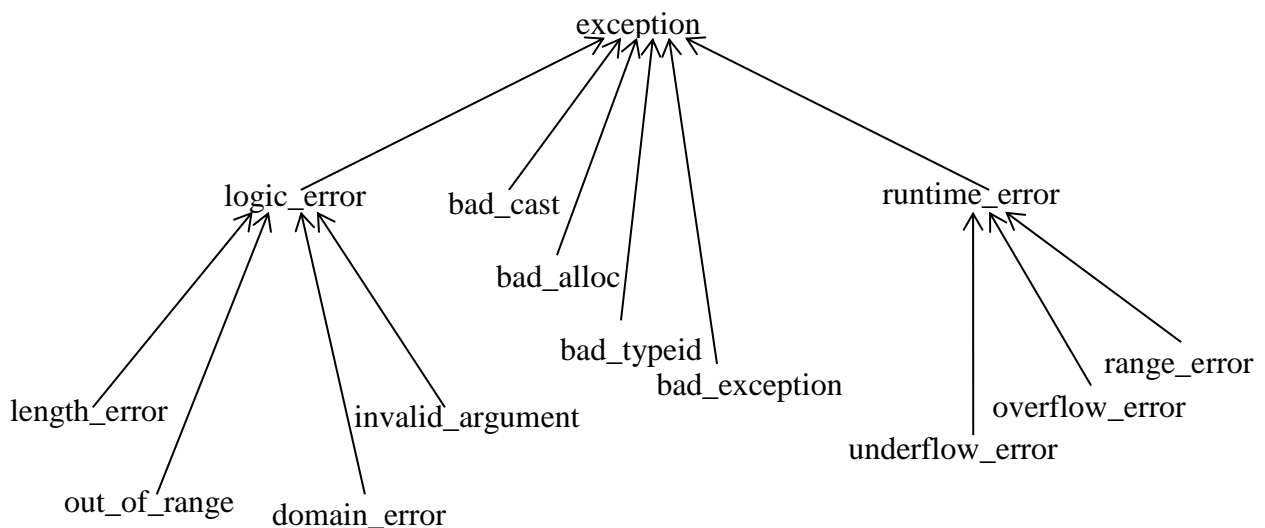 exception
logic_error
bad_cast
runtime_error
bad_alloc
bad_typeid
range_error
bad_exception
length_error
invalid_argument
overflow_error
underflow_error
out_of_range
domain_error